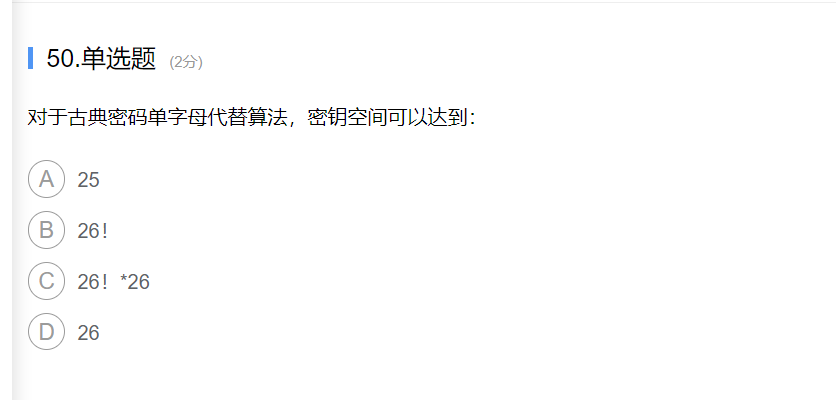 50.单选题 (2分)
对于古典密码单字母代替算法，密钥空间可以达到：
A 25
B 26！
C 26！*26
D 26